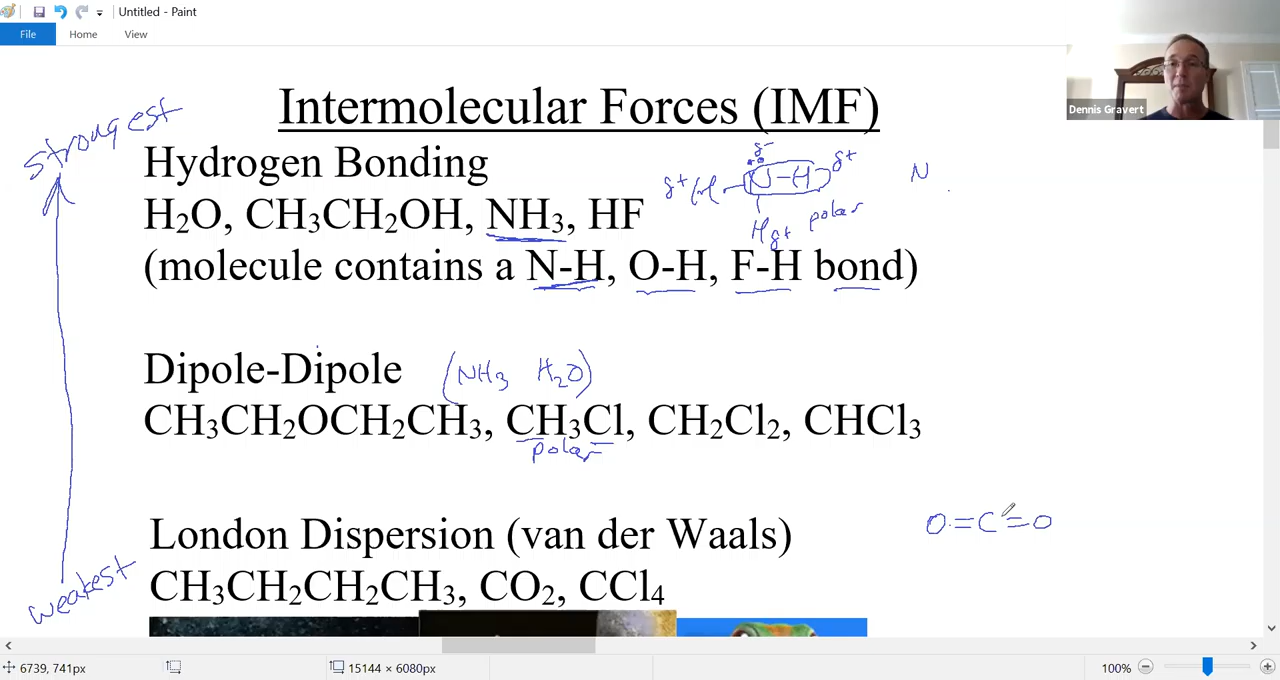 Untitled - Paint
File Home View
Dennis Gravert
Intermolecular Forces (IMF)
strongest
Hydrogen Bonding
δ-
δ+ H - N - H δ+
N
H δ+ polar
H₂O, CH₃CH₂OH, NH₃, HF
(molecule contains a N-H, O-H, F-H bond)
Dipole-Dipole (NH₃ H₂O)
CH₃CH₂OCH₂CH₃, CH₃Cl, CH₂Cl₂, CHCl₃
polar
London Dispersion (van der Waals)
O=C=O
weakest
CH₃CH₂CH₂CH₃, CO₂, CCl₄
6739, 741px 15144 × 6080px 100%